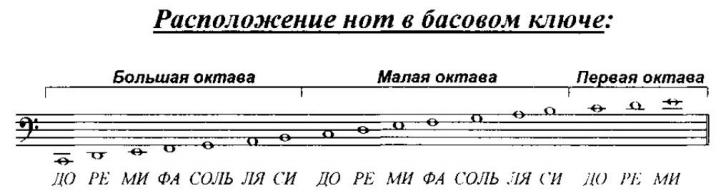 Расположение нот в басовом ключе:
Большая октава Малая октава Первая октава
ДО РЕ МИ ФА СОЛЬ ЛЯ СИ ДО РЕ МИ ФА СОЛЬ ЛЯ СИ ДО РЕ МИ